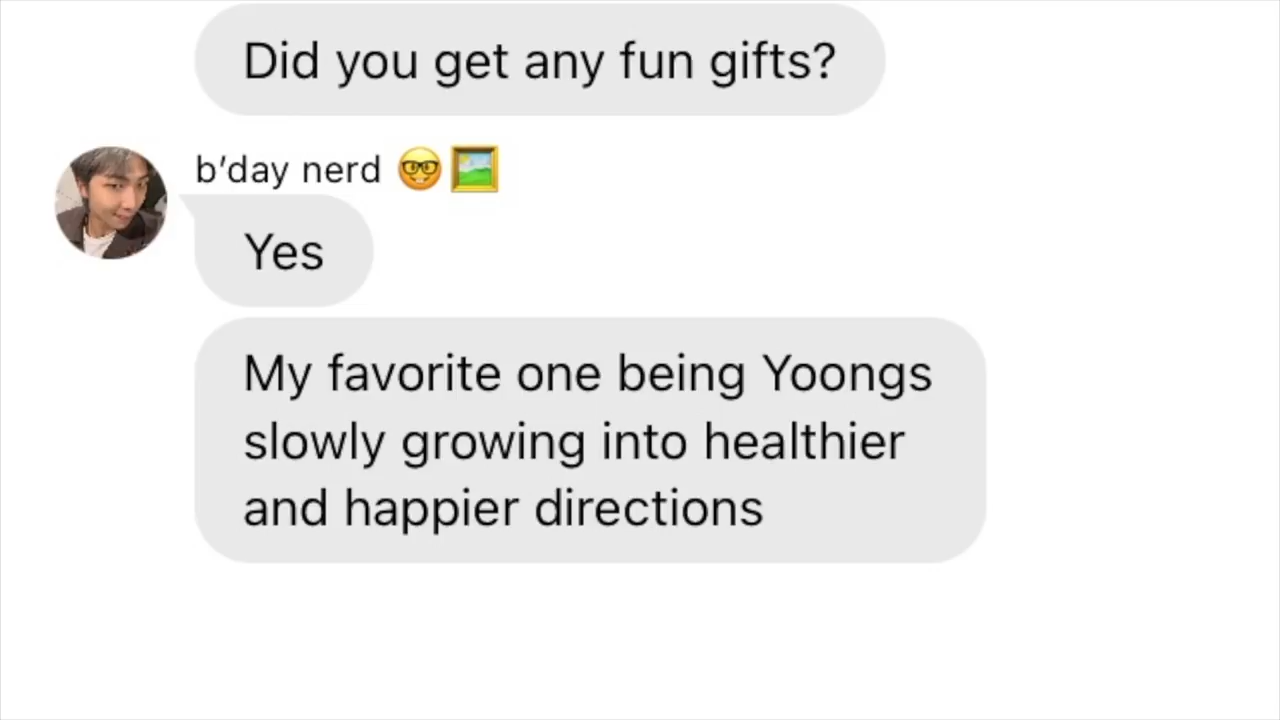 Did you get any fun gifts?
b’day nerd 🤓🖼️
Yes
My favorite one being Yoongs
slowly growing into healthier
and happier directions